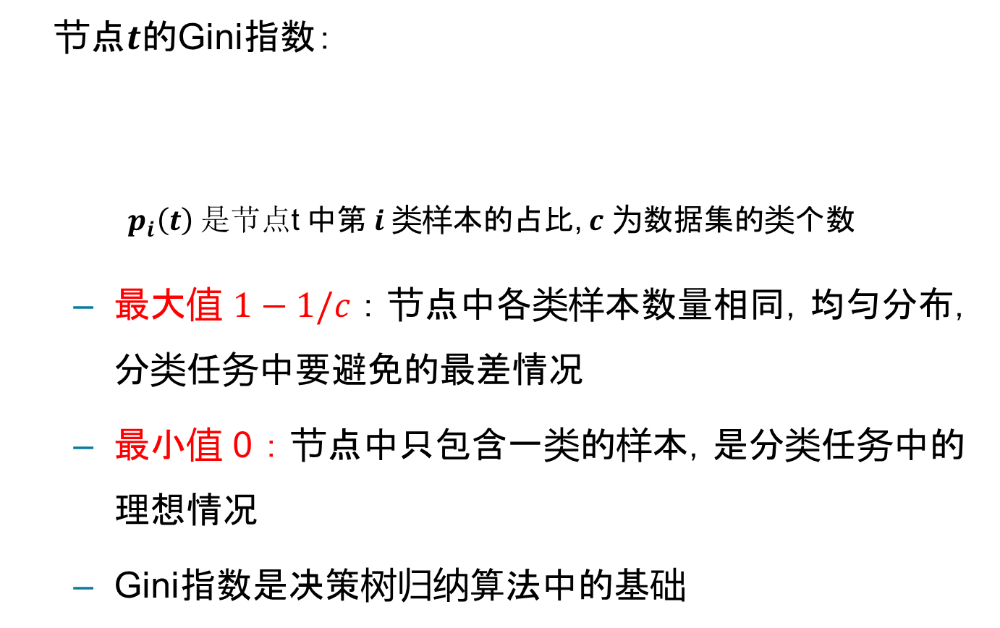 节点t的Gini指数：
p_i(t) 是节点t 中第 i 类样本的占比, c 为数据集的类个数
– 最大值 1 − 1/c：节点中各类样本数量相同, 均匀分布,
分类任务中要避免的最差情况
– 最小值 0：节点中只包含一类的样本, 是分类任务中的
理想情况
– Gini指数是决策树归纳算法中的基础